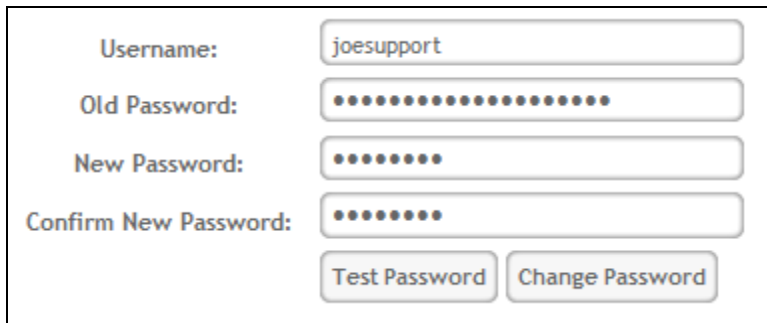 Username: joesupport
Old Password: ••••••••••••••••••••
New Password: ••••••••
Confirm New Password: ••••••••
Test Password Change Password